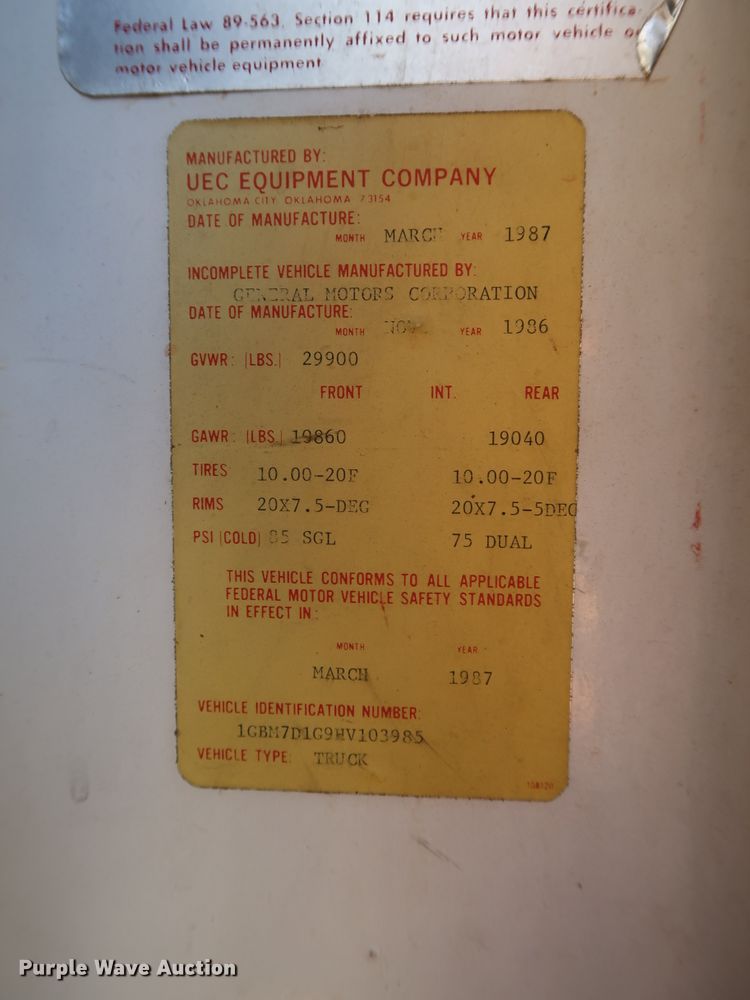 Federal Law 89-563, Section 114 requires that this certifica-
tion shall be permanently affixed to such motor vehicle or
motor vehicle equipment
MANUFACTURED BY:
UEC EQUIPMENT COMPANY
OKLAHOMA CITY OKLAHOMA 73154
DATE OF MANUFACTURE:
MONTH MARCH YEAR 1987
INCOMPLETE VEHICLE MANUFACTURED BY:
GENERAL MOTORS CORPORATION
DATE OF MANUFACTURE:
MONTH YEAR 1986
GVWR: |LBS.| 29900
FRONT INT. REAR
GAWR: |LBS.| 19860 19040
TIRES 10.00-20F 10.00-20F
RIMS 20X7.5-DEG 20X7.5-5DEG
PSI |COLD| 85 SGL 75 DUAL
THIS VEHICLE CONFORMS TO ALL APPLICABLE
FEDERAL MOTOR VEHICLE SAFETY STANDARDS
IN EFFECT IN:
MONTH YEAR
MARCH 1987
VEHICLE IDENTIFICATION NUMBER:
1GBM7D1G9HV103985
VEHICLE TYPE: TRUCK
Purple Wave Auction